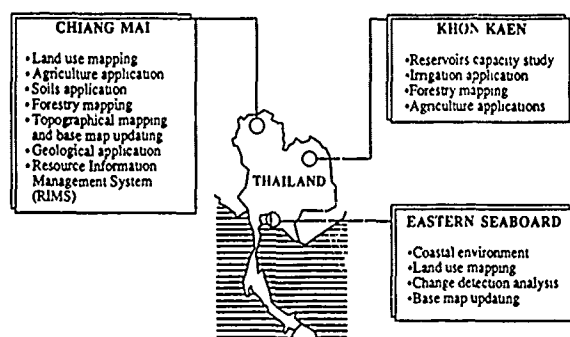 CHIANG MAI
•Land use mapping
•Agriculture application
•Soils application
•Forestry mapping
•Topographical mapping
and base map updating
•Geological application
•Resource Information
Management System
(RIMS)
KHON KAEN
•Reservoirs capacity study
•Irrigation application
•Forestry mapping
•Agriculture applications
THAILAND
EASTERN SEABOARD
•Coastal environment
•Land use mapping
•Change detection analysis
•Base map updating